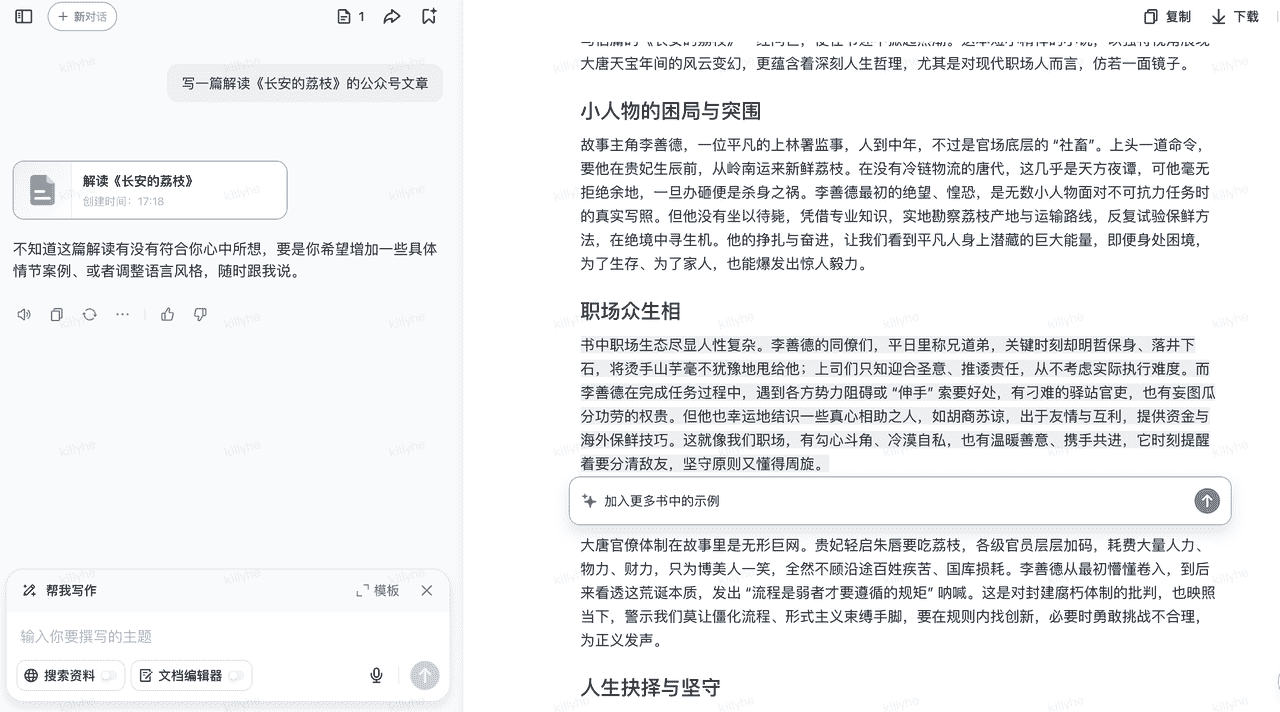 新对话
1
复制
下载
写一篇解读《长安的荔枝》的公众号文章
解读《长安的荔枝》
创建时间：17:18
不知道这篇解读有没有符合你心中所想，要是你希望增加一些具体
情节案例、或者调整语言风格，随时跟我说。
帮我写作
模板
输入你要撰写的主题
搜索资料
文档编辑器
大唐天宝年间的风云变幻，更蕴含着深刻人生哲理，尤其是对现代职场人而言，仿若一面镜子。
小人物的困局与突围
故事主角李善德，一位平凡的上林署监事，人到中年，不过是官场底层的 “社畜”。上头一道命令，
要他在贵妃生辰前，从岭南运来新鲜荔枝。在没有冷链物流的唐代，这几乎是天方夜谭，可他毫无
拒绝余地，一旦办砸便是杀身之祸。李善德最初的绝望、惶恐，是无数小人物面对不可抗力任务时
的真实写照。但他没有坐以待毙，凭借专业知识，实地勘察荔枝产地与运输路线，反复试验保鲜方
法，在绝境中寻生机。他的挣扎与奋进，让我们看到平凡人身上潜藏的巨大能量，即便身处困境，
为了生存、为了家人，也能爆发出惊人毅力。
职场众生相
书中职场生态尽显人性复杂。李善德的同僚们，平日里称兄道弟，关键时刻却明哲保身、落井下
石，将烫手山芋毫不犹豫地甩给他；上司们只知迎合圣意、推诿责任，从不考虑实际执行难度。而
李善德在完成任务过程中，遇到各方势力阻碍或 “伸手” 索要好处，有刁难的驿站官吏，也有妄图瓜
分功劳的权贵。但他也幸运地结识一些真心相助之人，如胡商苏谅，出于友情与互利，提供资金与
海外保鲜技巧。这就像我们职场，有勾心斗角、冷漠自私，也有温暖善意、携手共进，它时刻提醒
着要分清敌友，坚守原则又懂得周旋。
加入更多书中的示例
大唐官僚体制在故事里是无形巨网。贵妃轻启朱唇要吃荔枝，各级官员层层加码，耗费大量人力、
物力、财力，只为博美人一笑，全然不顾沿途百姓疾苦、国库损耗。李善德从最初懵懂卷入，到后
来看透这荒诞本质，发出 “流程是弱者才要遵循的规矩” 呐喊。这是对封建腐朽体制的批判，也映照
当下，警示我们莫让僵化流程、形式主义束缚手脚，要在规则内找创新，必要时勇敢挑战不合理，
为正义发声。
人生抉择与坚守
killyhe